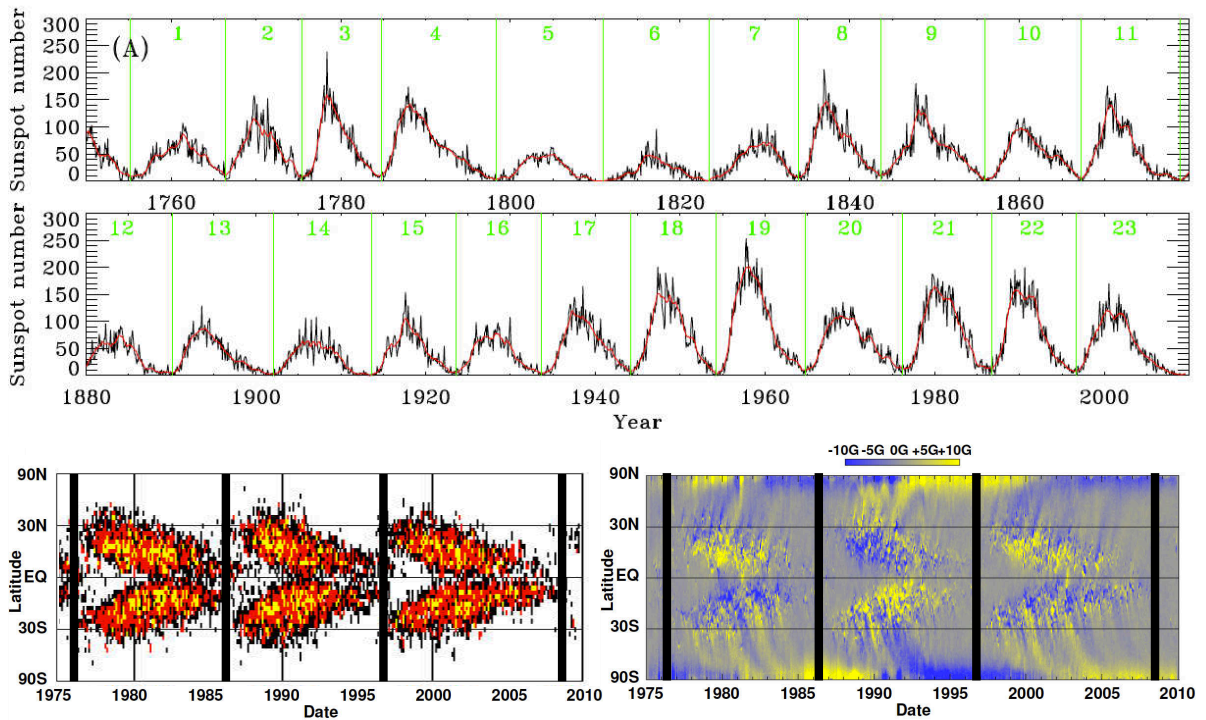 Sunspot number
300
250
200
150
100
50
0
(A)
1 2 3 4 5 6 7 8 9 10 11
1760 1780 1800 1820 1840 1860
Sunspot number
300
250
200
150
100
50
0
12 13 14 15 16 17 18 19 20 21 22 23
1880 1900 1920 1940 1960 1980 2000
Year
90N
30N
EQ
30S
90S
Latitude
1975 1980 1985 1990 1995 2000 2005 2010
Date
-10G -5G 0G +5G +10G
90N
30N
EQ
30S
90S
Latitude
1975 1980 1985 1990 1995 2000 2005 2010
Date